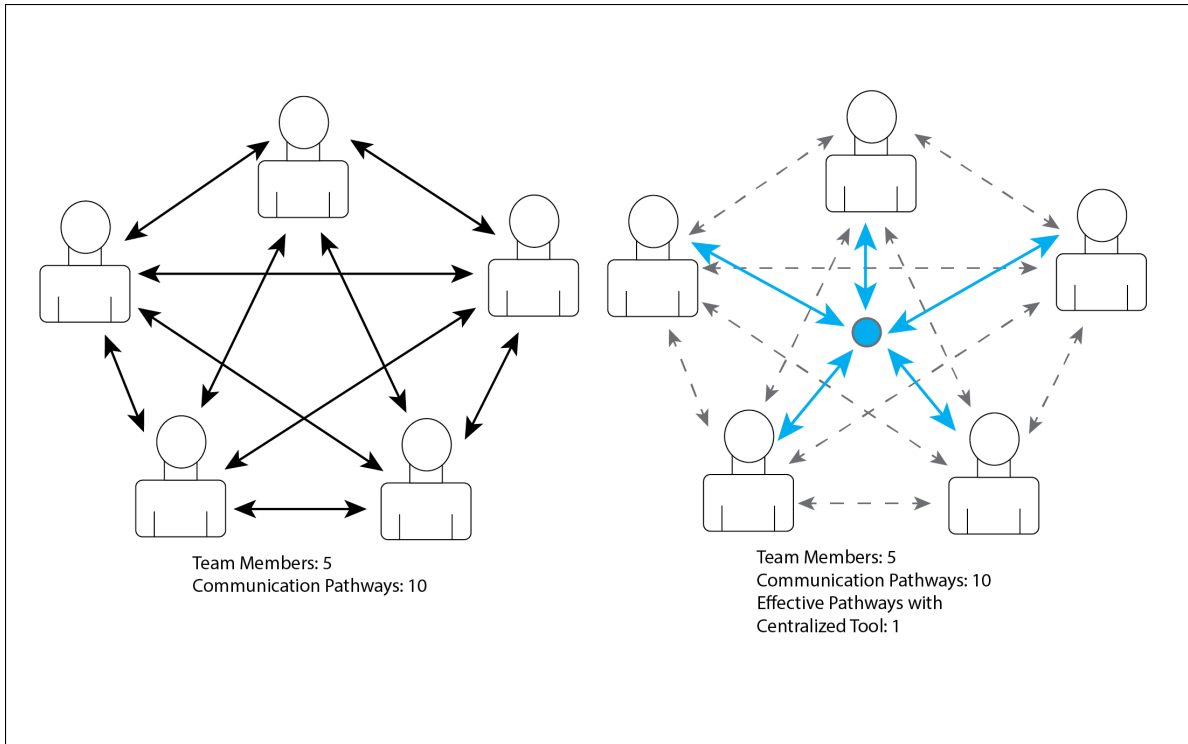 Team Members: 5
Communication Pathways: 10
Team Members: 5
Communication Pathways: 10
Effective Pathways with
Centralized Tool: 1